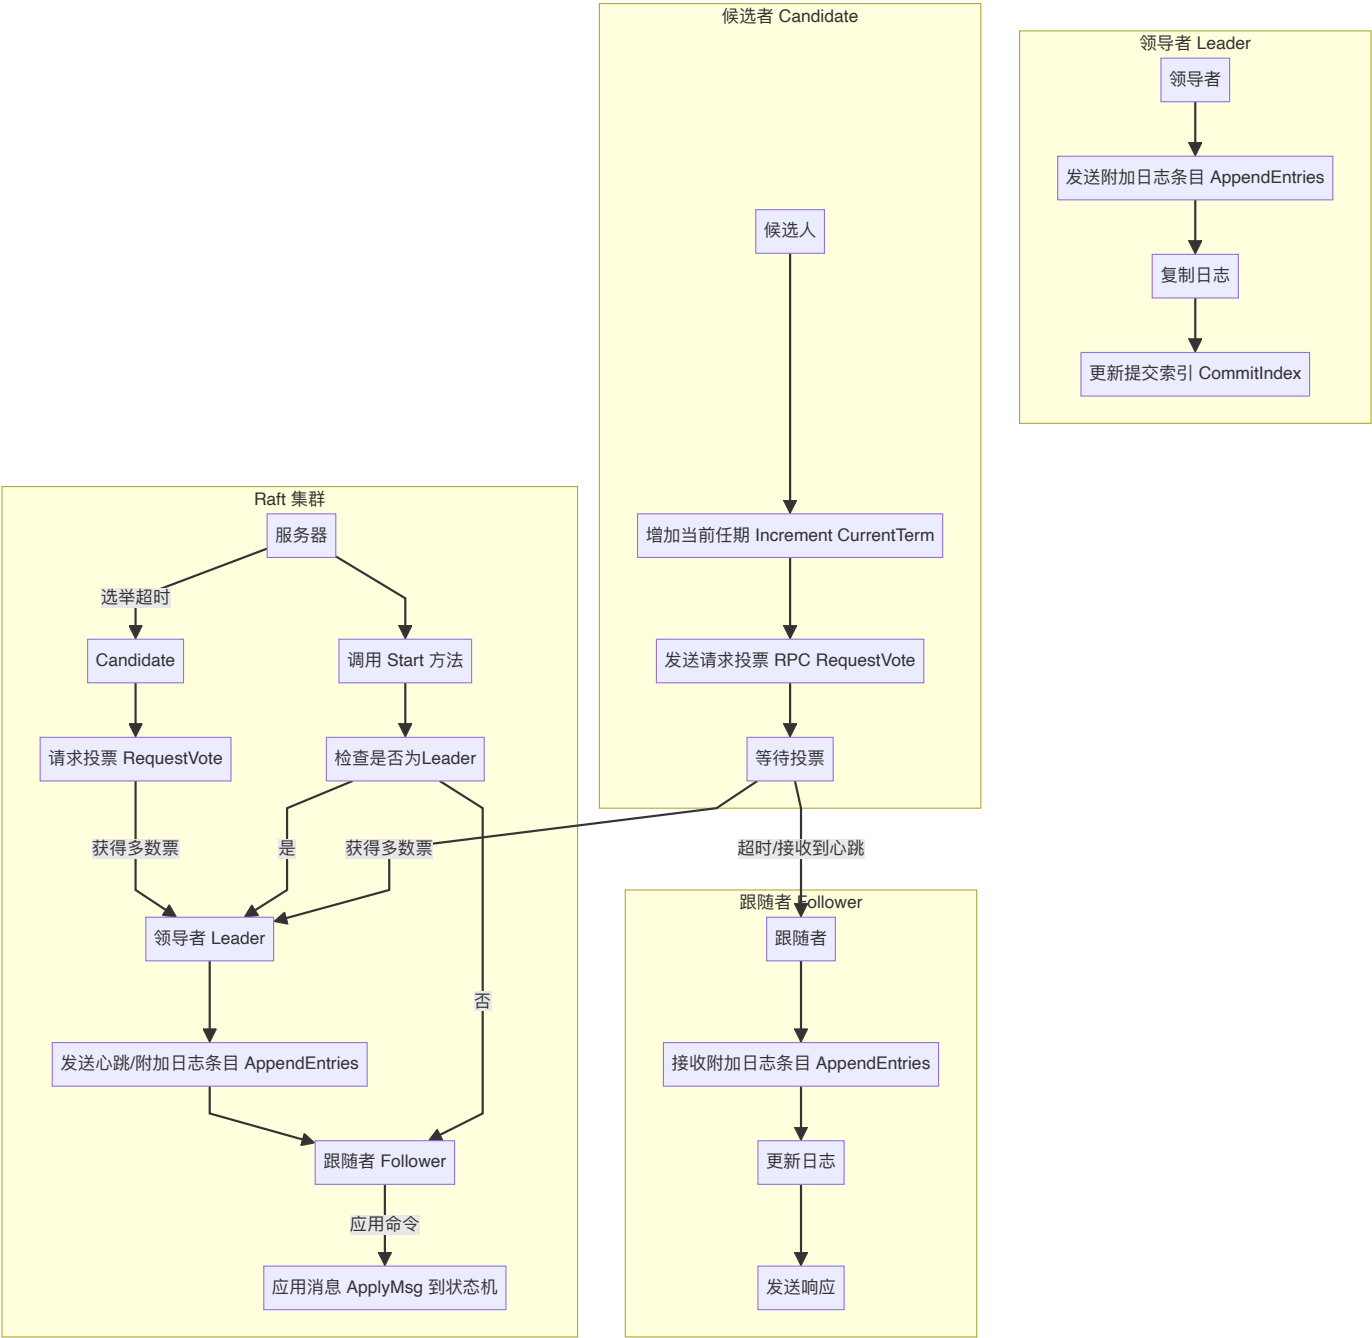 候选者 Candidate
候选人
增加当前任期 Increment CurrentTerm
发送请求投票 RPC RequestVote
等待投票
领导者 Leader
领导者
发送附加日志条目 AppendEntries
复制日志
更新提交索引 CommitIndex
Raft 集群
服务器
选举超时
Candidate
调用 Start 方法
请求投票 RequestVote
检查是否为Leader
获得多数票
是
获得多数票
超时/接收到心跳
领导者 Leader
否
发送心跳/附加日志条目 AppendEntries
跟随者 Follower
应用命令
应用消息 ApplyMsg 到状态机
跟随者 Follower
跟随者
接收附加日志条目 AppendEntries
更新日志
发送响应